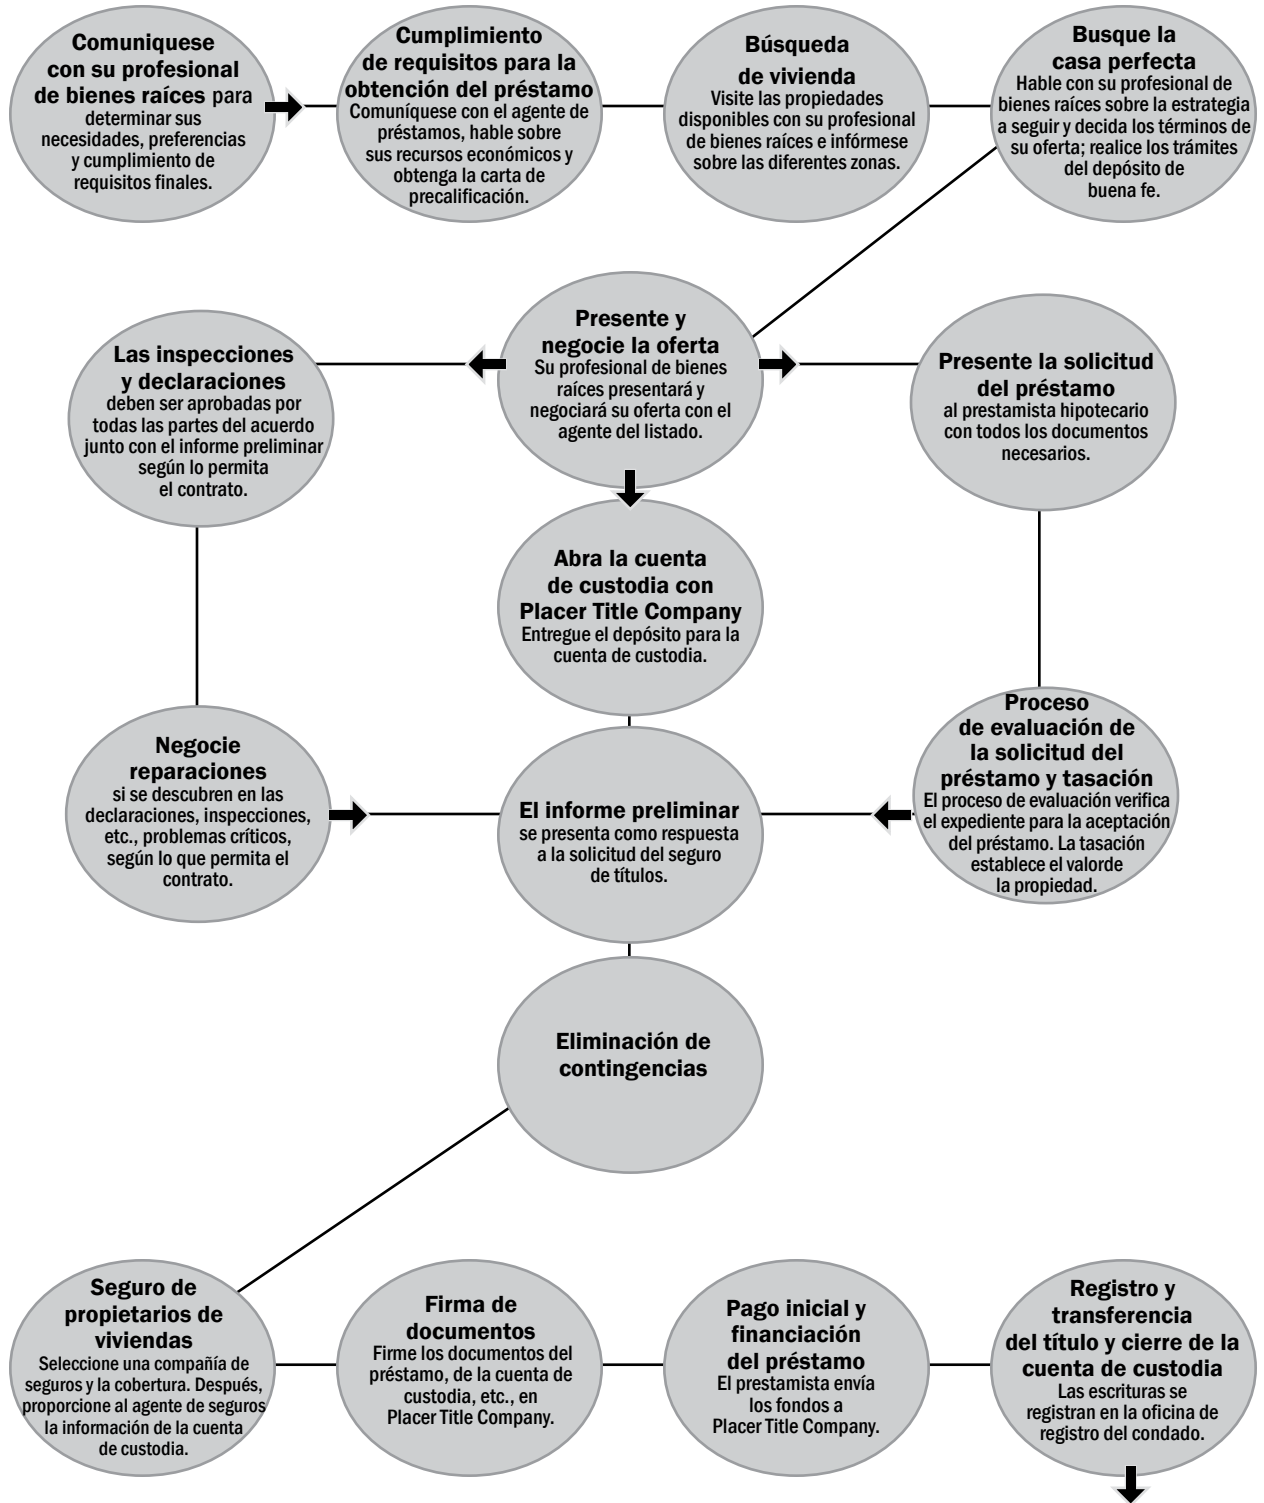 Comuniquese
con su profesional
de bienes raíces para
determinar sus
necesidades, preferencias
y cumplimiento de
requisitos finales.
Cumplimiento
de requisitos para la
obtención del préstamo
Comuníquese con el agente de
préstamos, hable sobre
sus recursos económicos y
obtenga la carta de
precalificación.
Búsqueda
de vivienda
Visite las propiedades
disponibles con su profesional
de bienes raíces e infórmese
sobre las diferentes zonas.
Busque la
casa perfecta
Hable con su profesional de
bienes raíces sobre la estrategia
a seguir y decida los términos de
su oferta; realice los trámites
del depósito de
buena fe.
Presente y
negocie la oferta
Su profesional de bienes
raíces presentará y
negociará su oferta con el
agente del listado.
Las inspecciones
y declaraciones
deben ser aprobadas por
todas las partes del acuerdo
junto con el informe preliminar
según lo permita
el contrato.
Presente la solicitud
del préstamo
al prestamista hipotecario
con todos los documentos
necesarios.
Abra la cuenta
de custodia con
Placer Title Company
Entregue el depósito para la
cuenta de custodia.
Negocie
reparaciones
si se descubren en las
declaraciones, inspecciones,
etc., problemas críticos,
según lo que permita el
contrato.
El informe preliminar
se presenta como respuesta
a la solicitud del seguro
de títulos.
Proceso
de evaluación de
la solicitud del
préstamo y tasación
El proceso de evaluación verifica
el expediente para la aceptación
del préstamo. La tasación
establece el valorde
la propiedad.
Eliminación de
contingencias
Seguro de
propietarios de
viviendas
Seleccione una compañía de
seguros y la cobertura. Después,
proporcione al agente de seguros
la información de la cuenta
de custodia.
Firma de
documentos
Firme los documentos del
préstamo, de la cuenta de
custodia, etc., en
Placer Title Company.
Pago inicial y
financiación
del préstamo
El prestamista envía
los fondos a
Placer Title Company.
Registro y
transferencia
del título y cierre de la
cuenta de custodia
Las escrituras se
registran en la oficina de
registro del condado.